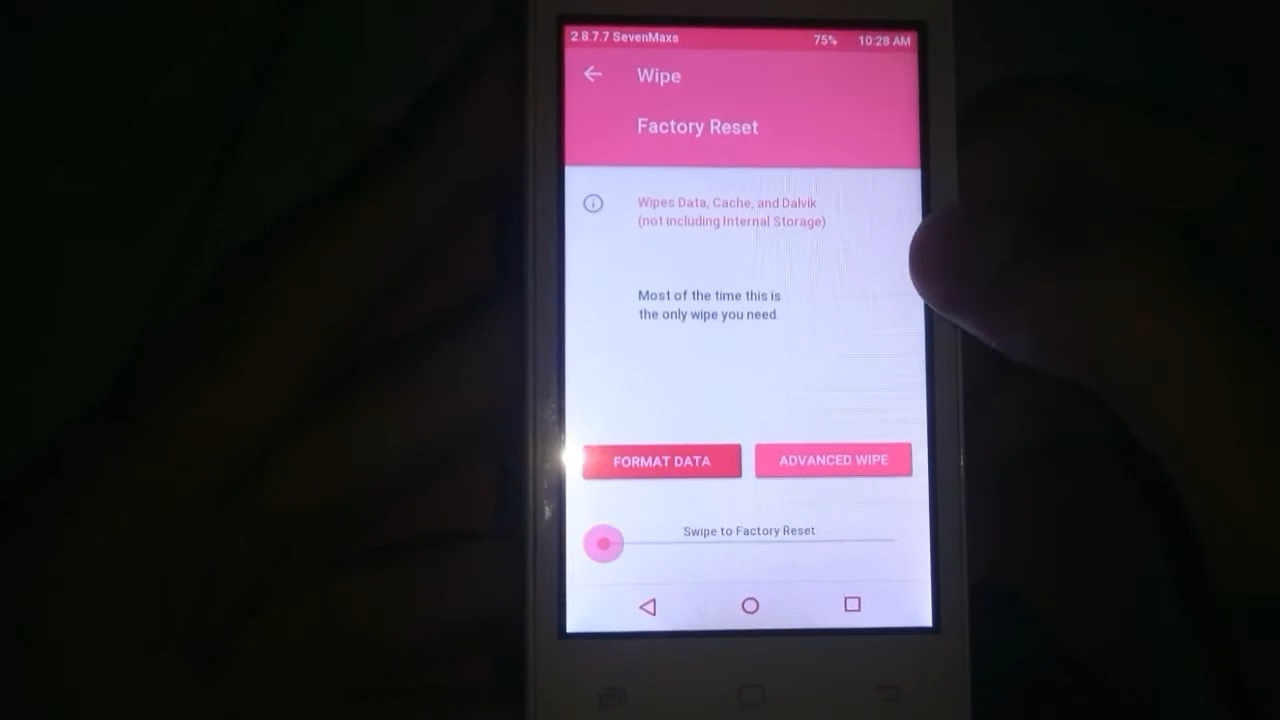 2.8.7.7 SevenMaxs 75% 10:28 AM
Wipe
Factory Reset
Wipes Data, Cache, and Dalvik
(not including Internal Storage)
Most of the time this is
the only wipe you need.
FORMAT DATA ADVANCED WIPE
Swipe to Factory Reset